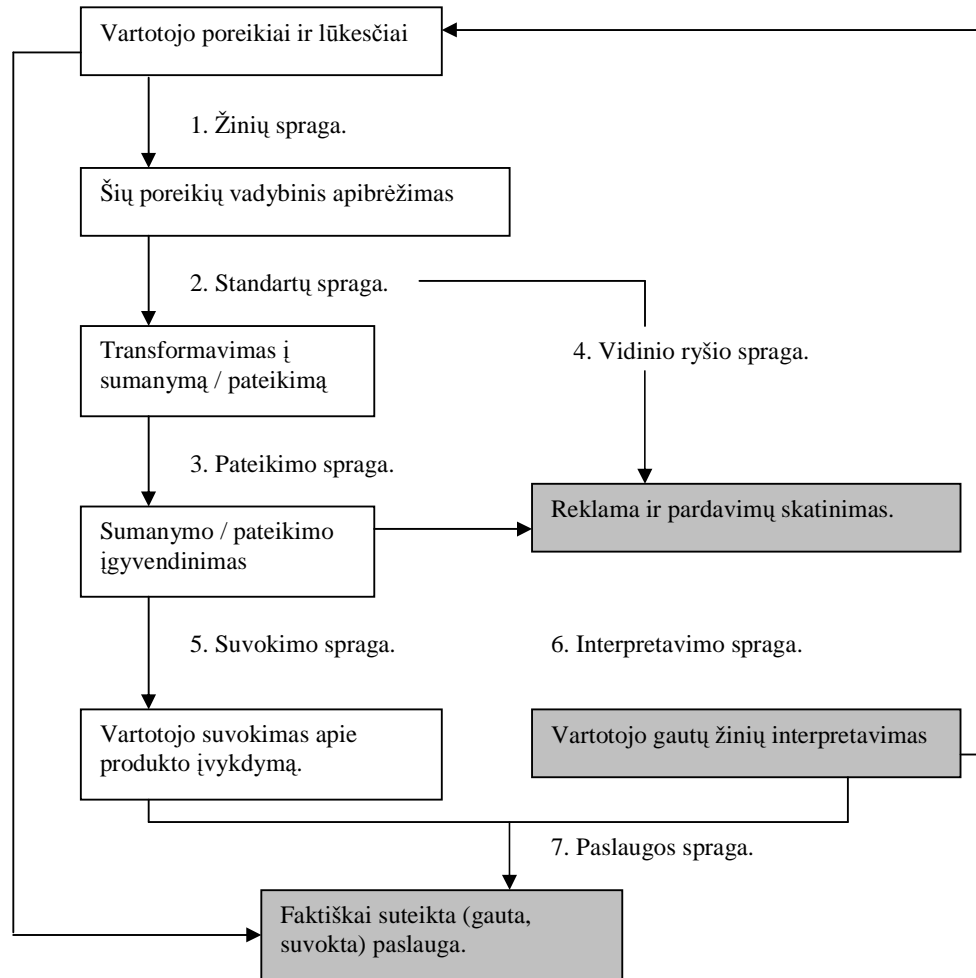 Vartotojo poreikiai ir lūkesčiai
1. Žinių spraga.
Šių poreikių vadybinis apibrėžimas
2. Standartų spraga.
Transformavimas į
sumanymą / pateikimą
4. Vidinio ryšio spraga.
3. Pateikimo spraga.
Sumanymo / pateikimo
įgyvendinimas
Reklama ir pardavimų skatinimas.
5. Suvokimo spraga.
6. Interpretavimo spraga.
Vartotojo suvokimas apie
produkto įvykdymą.
Vartotojo gautų žinių interpretavimas
7. Paslaugos spraga.
Faktiškai suteikta (gauta,
suvokta) paslauga.